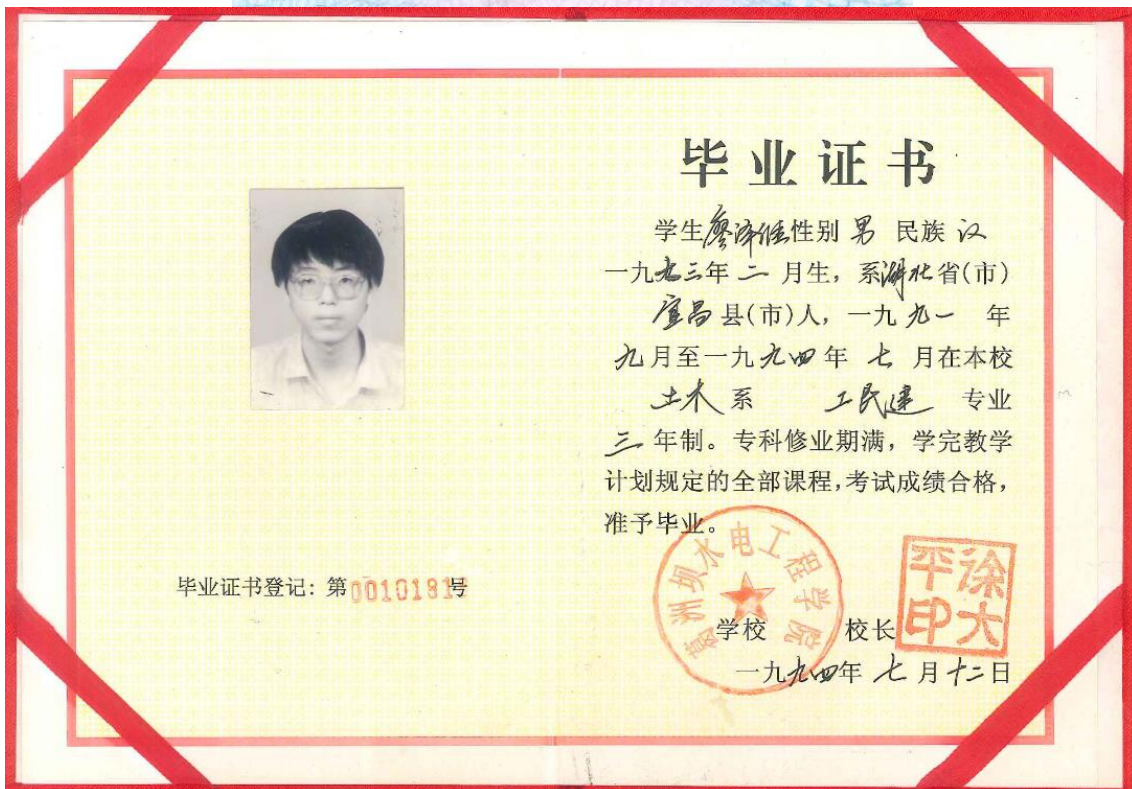 毕业证书
学生廖泽恒性别 男 民族 汉
一九九三年 二 月生，系湖北省(市)
宜昌县(市)人，一九九一 年
九月至一九九四年 七 月在本校
土木系 工民建 专业
三年制。专科修业期满，学完教学
计划规定的全部课程，考试成绩合格，
准予毕业。
葛洲坝水电工程学院
徐大平印
学校 校长
一九九四年 七 月十二日
毕业证书登记：第0010181号